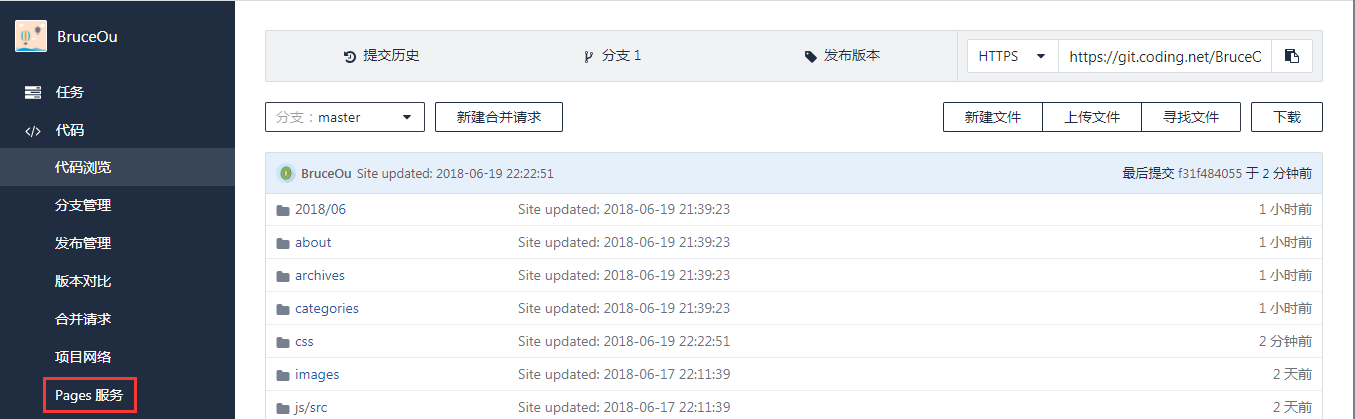 BruceOu
任务
代码
代码浏览
分支管理
发布管理
版本对比
合并请求
项目网络
Pages 服务
提交历史 分支 1 发布版本 HTTPS https://git.coding.net/BruceO
分支：master 新建合并请求 新建文件 上传文件 寻找文件 下载
BruceOu Site updated: 2018-06-19 22:22:51 最后提交 f31f484055 于 2 分钟前
2018/06 Site updated: 2018-06-19 21:39:23 1 小时前
about Site updated: 2018-06-19 21:39:23 1 小时前
archives Site updated: 2018-06-19 21:39:23 1 小时前
categories Site updated: 2018-06-19 21:39:23 1 小时前
css Site updated: 2018-06-19 22:22:51 2 分钟前
images Site updated: 2018-06-17 22:11:39 2 天前
js/src Site updated: 2018-06-17 22:11:39 2 天前